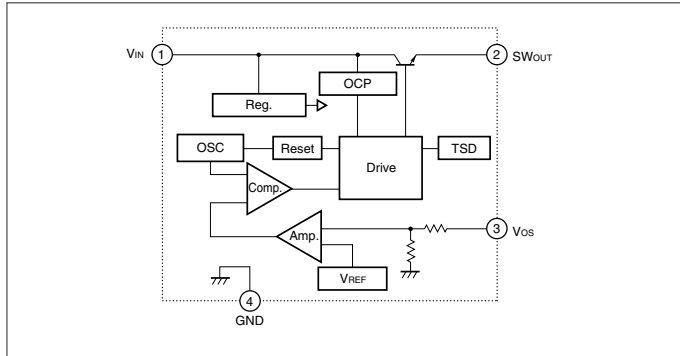 VIN
1
2
SWOUT
OCP
Reg.
OSC
Reset
Drive
TSD
Comp.
Amp.
3
VOS
VREF
4
GND